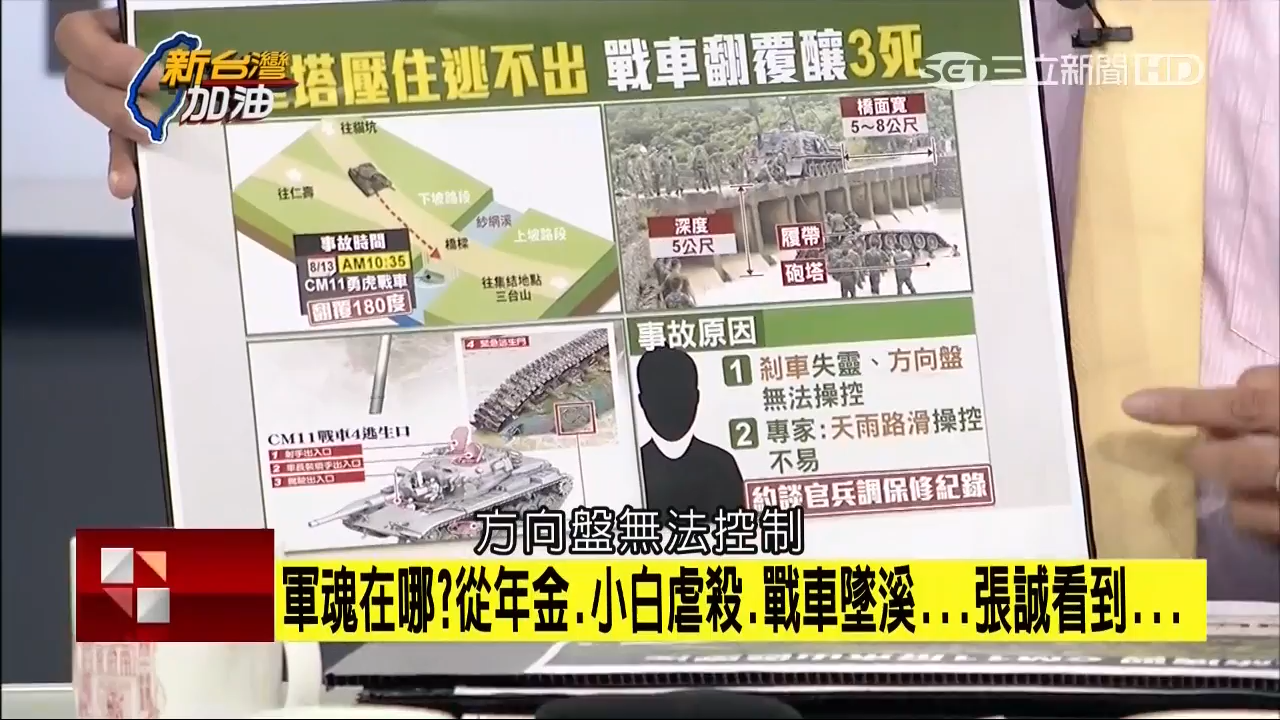 新台灣
加油
SET三立新聞HD
塔壓住逃不出 戰車翻覆釀3死
往貓坑
往仁壽
下坡路段
紗網溪
上坡路段
橋樑
事故時間
8/13 AM10:35
CM11勇虎戰車
翻覆180度
往集結地點
三台山
橋面寬
5~8公尺
深度
5公尺
履帶
砲塔
4 緊急逃生門
CM11戰車4逃生口
1 射手出入口
2 車長裝填手出入口
3 駕駛出入口
事故原因
1 剎車失靈、方向盤
無法操控
2 專家:天雨路滑操控
不易
約談官兵調保修紀錄
方向盤無法控制
軍魂在哪?從年金.小白虐殺.戰車墜溪...張誠看到...